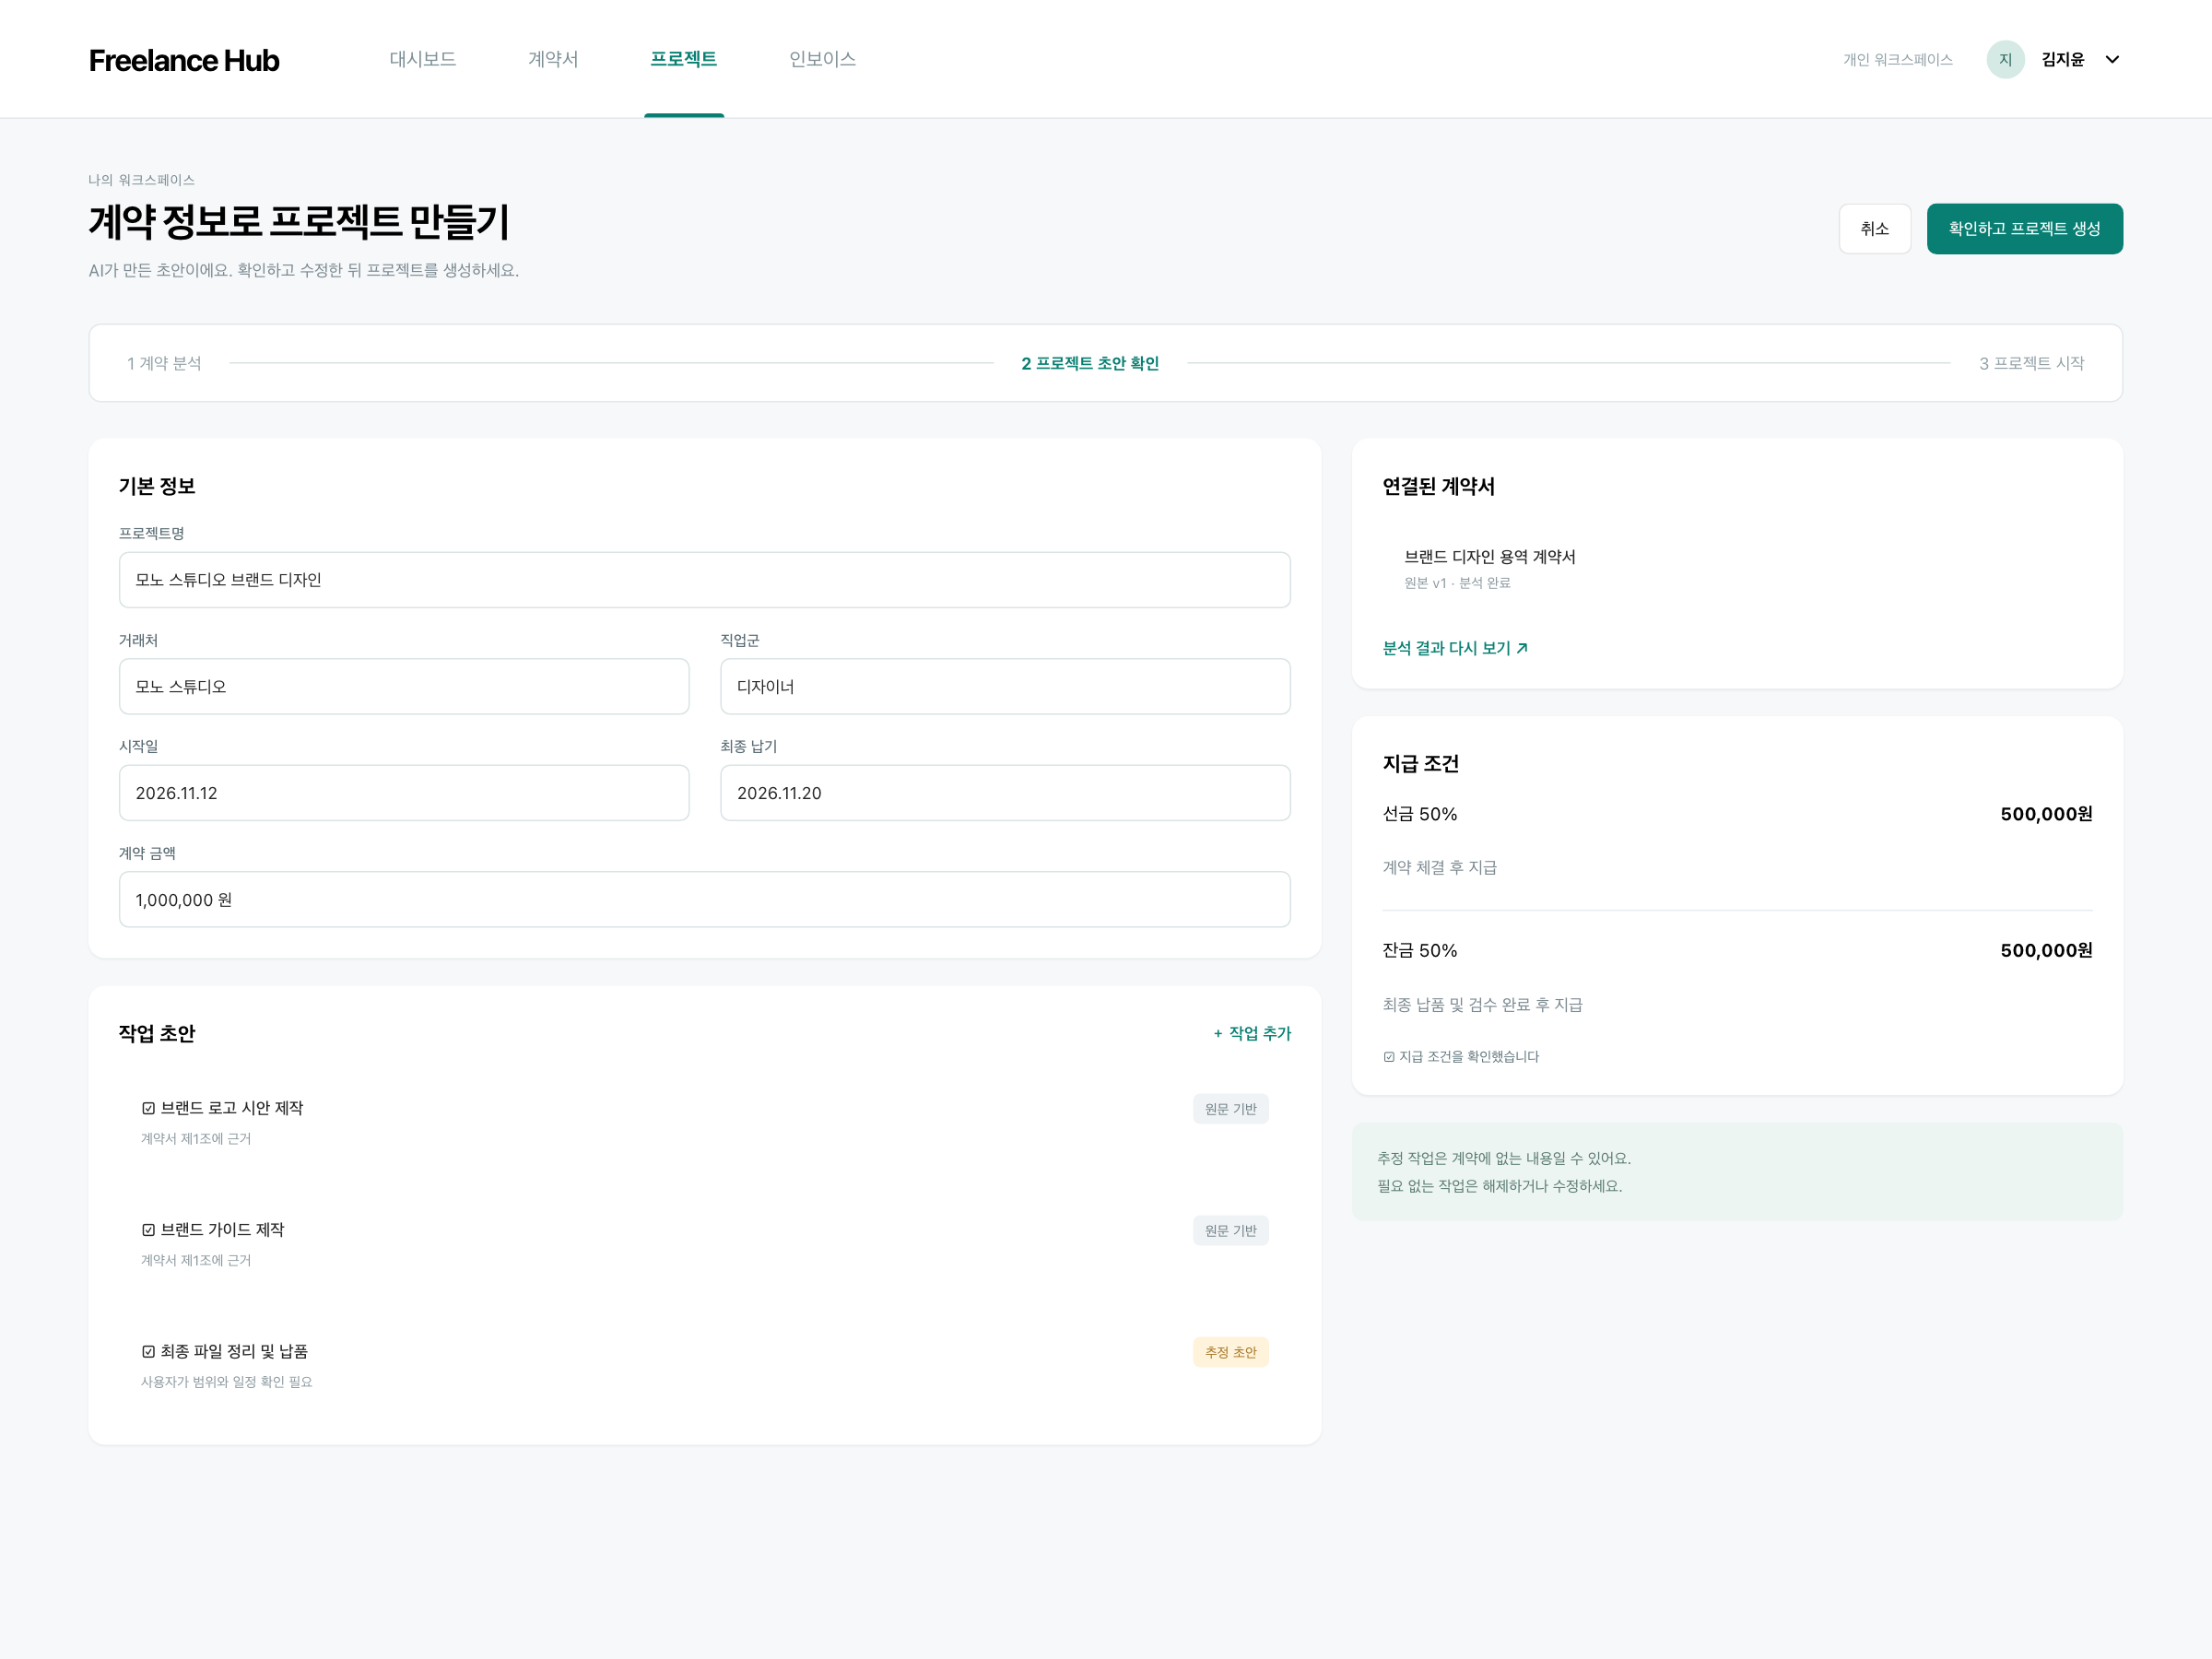 Freelance Hub
대시보드
계약서
프로젝트
인보이스
개인 워크스페이스
지
김지윤
나의 워크스페이스
계약 정보로 프로젝트 만들기
AI가 만든 초안이에요. 확인하고 수정한 뒤 프로젝트를 생성하세요.
취소
확인하고 프로젝트 생성
1 계약 분석
2 프로젝트 초안 확인
3 프로젝트 시작
기본 정보
프로젝트명
모노 스튜디오 브랜드 디자인
거래처
직업군
모노 스튜디오
디자이너
시작일
최종 납기
2026.11.12
2026.11.20
계약 금액
1,000,000 원
작업 초안
+ 작업 추가
☑ 브랜드 로고 시안 제작
원문 기반
계약서 제1조에 근거
☑ 브랜드 가이드 제작
원문 기반
계약서 제1조에 근거
☑ 최종 파일 정리 및 납품
추정 초안
사용자가 범위와 일정 확인 필요
연결된 계약서
브랜드 디자인 용역 계약서
원본 v1 · 분석 완료
분석 결과 다시 보기 ↗
지급 조건
선금 50%
500,000원
계약 체결 후 지급
잔금 50%
500,000원
최종 납품 및 검수 완료 후 지급
☑ 지급 조건을 확인했습니다
추정 작업은 계약에 없는 내용일 수 있어요.
필요 없는 작업은 해제하거나 수정하세요.